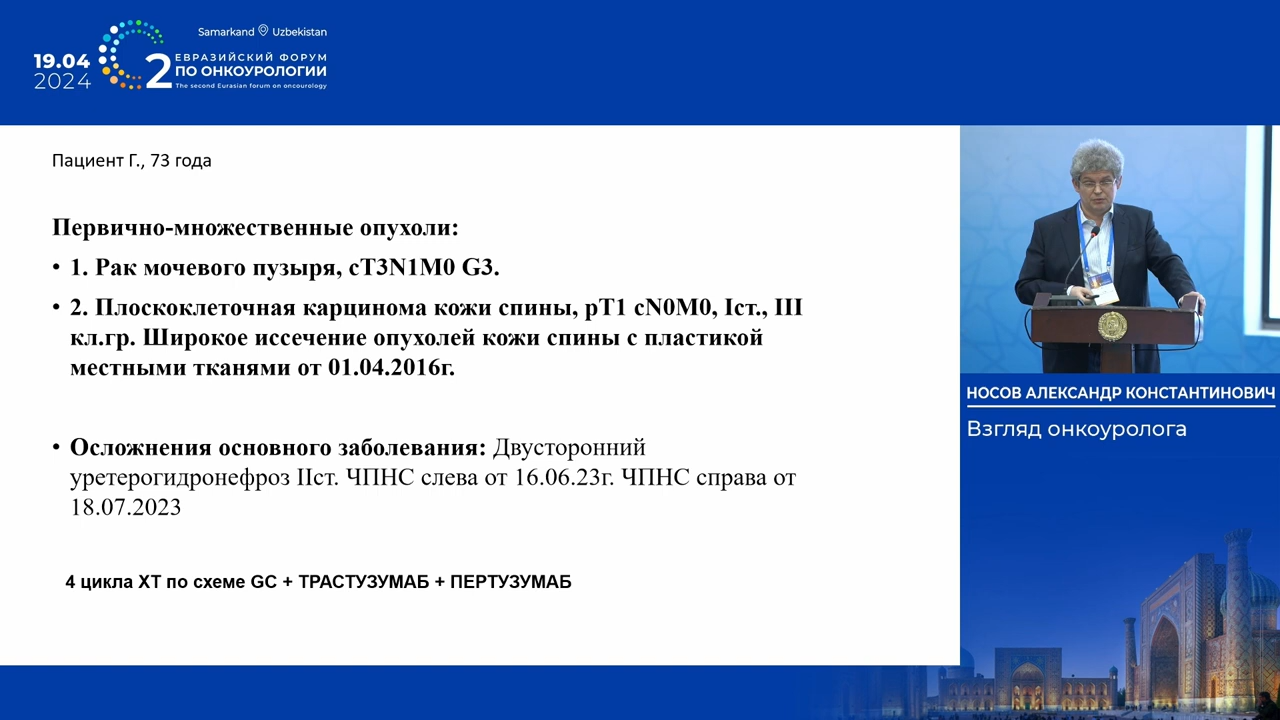 Samarkand Uzbekistan
19.04
2024
2
ЕВРАЗИЙСКИЙ ФОРУМ
ПО ОНКОУРОЛОГИИ
The second Eurasian forum on oncourology
Пациент Г., 73 года
Первично-множественные опухоли:
• 1. Рак мочевого пузыря, cT3N1M0 G3.
• 2. Плоскоклеточная карцинома кожи спины, pT1 cN0M0, Iст., III
кл.гр. Широкое иссечение опухолей кожи спины с пластикой
местными тканями от 01.04.2016г.
• Осложнения основного заболевания: Двусторонний
уретерогидронефроз IIст. ЧПНС слева от 16.06.23г. ЧПНС справа от
18.07.2023
4 цикла ХТ по схеме GC + ТРАСТУЗУМАБ + ПЕРТУЗУМАБ
НОСОВ АЛЕКСАНДР КОНСТАНТИНОВИЧ
Взгляд онкоуролога